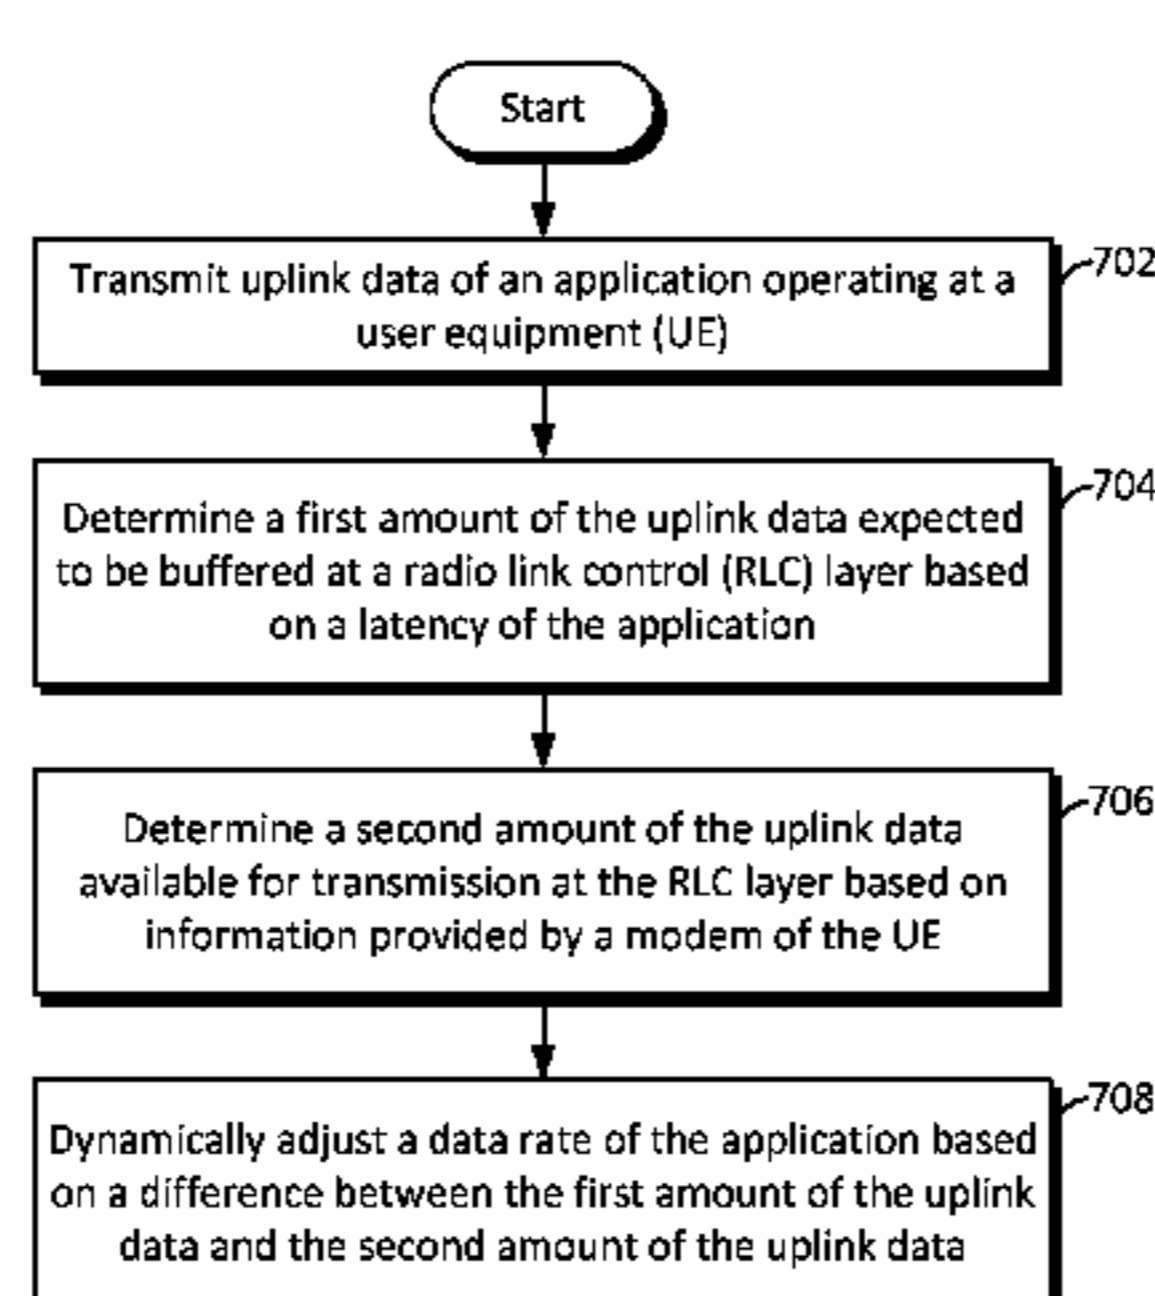 Start
702
Transmit uplink data of an application operating at a
user equipment (UE)
704
Determine a first amount of the uplink data expected
to be buffered at a radio link control (RLC) layer based
on a latency of the application
706
Determine a second amount of the uplink data
available for transmission at the RLC layer based on
information provided by a modem of the UE
708
Dynamically adjust a data rate of the application based
on a difference between the first amount of the uplink
data and the second amount of the uplink data